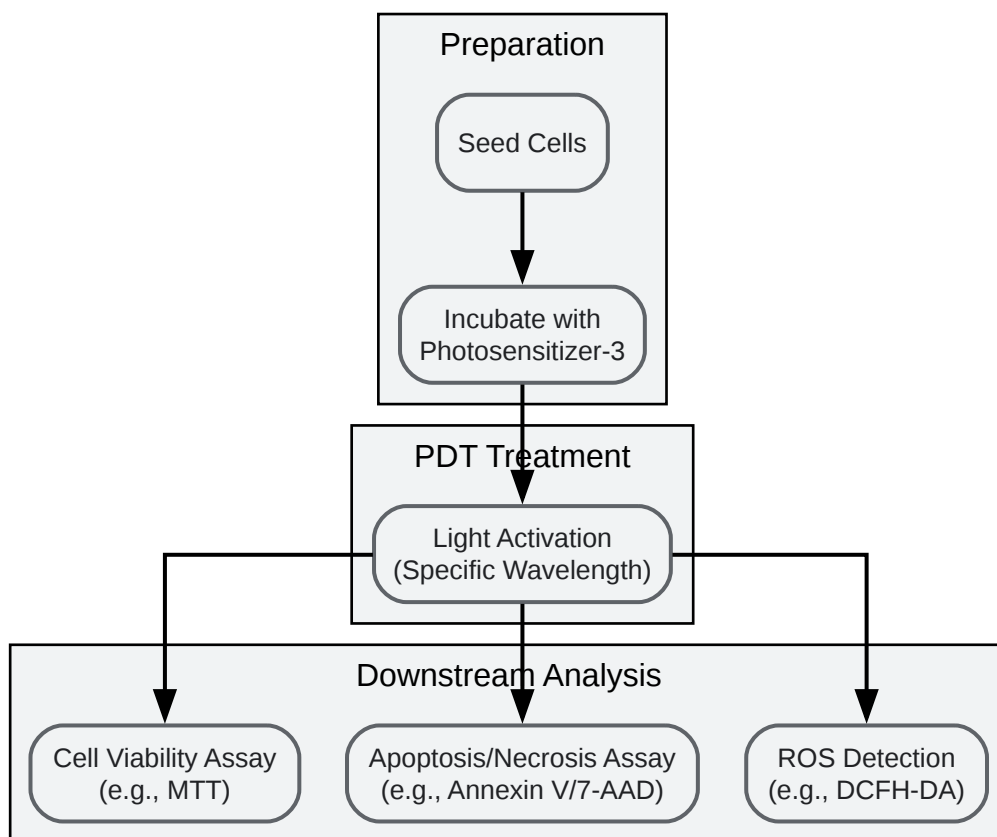 Preparation
Seed Cells
Incubate with
Photosensitizer-3
PDT Treatment
Light Activation
(Specific Wavelength)
Downstream Analysis
Cell Viability Assay
(e.g., MTT)
Apoptosis/Necrosis Assay
(e.g., Annexin V/7-AAD)
ROS Detection
(e.g., DCFH-DA)